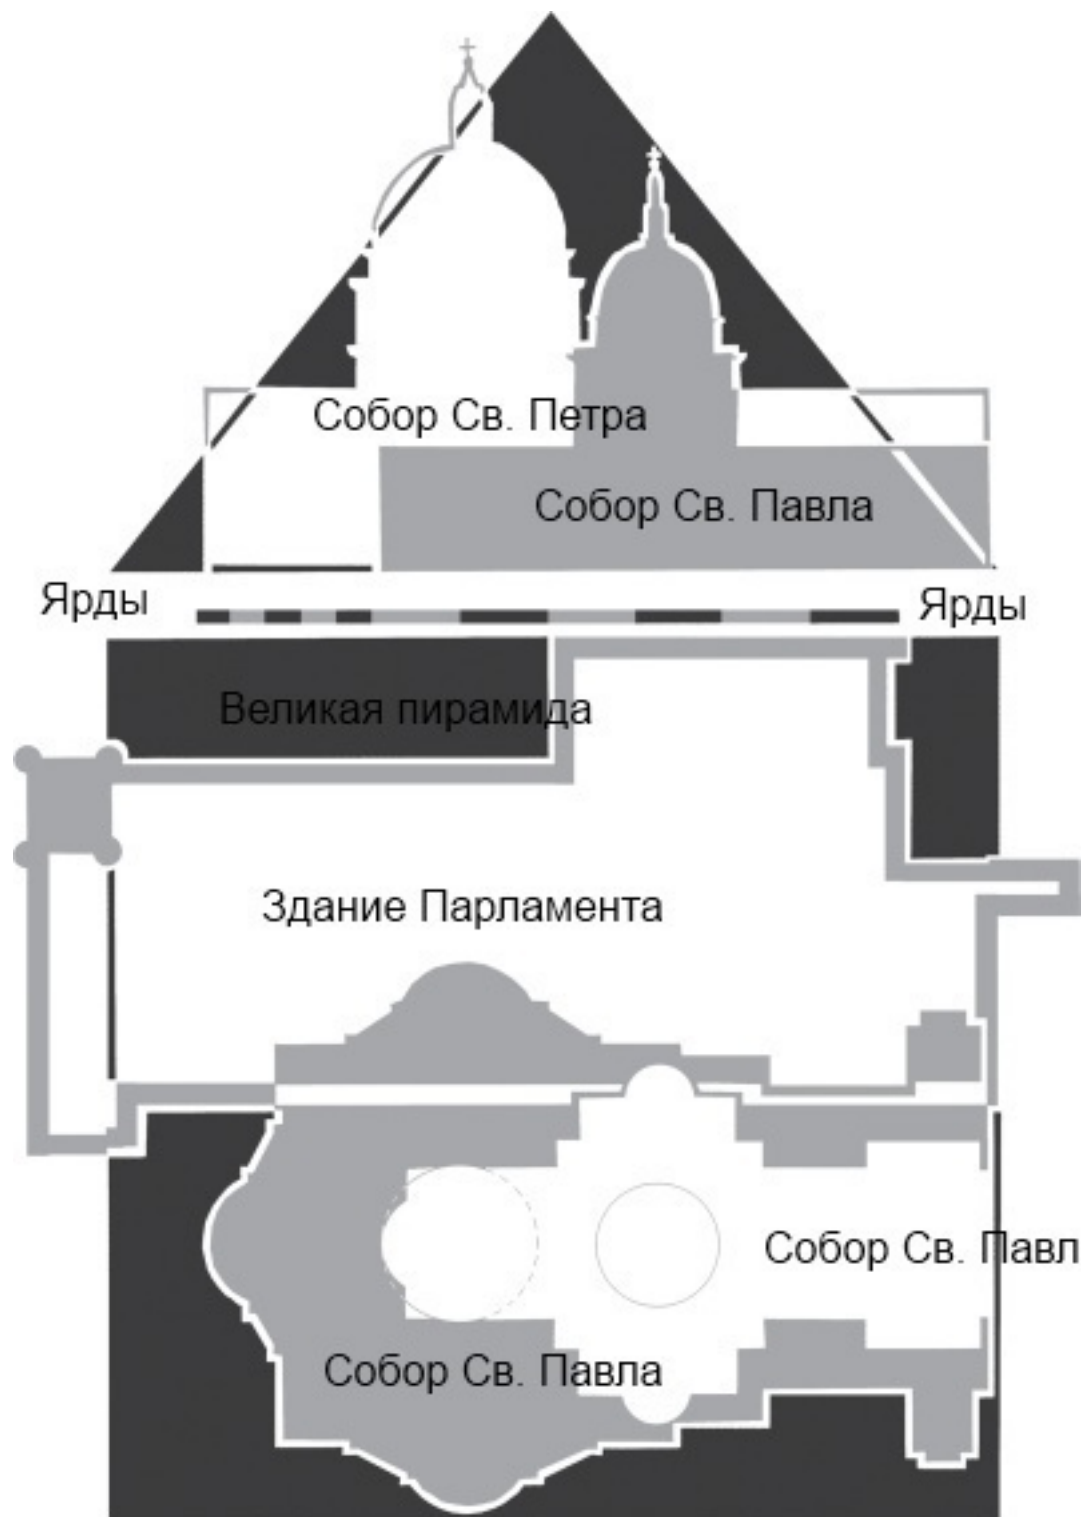 Собор Св. Петра
Собор Св. Павла
Ярды
Ярды
Великая пирамида
Здание Парламента
Собор Св. Павл
Собор Св. Павла